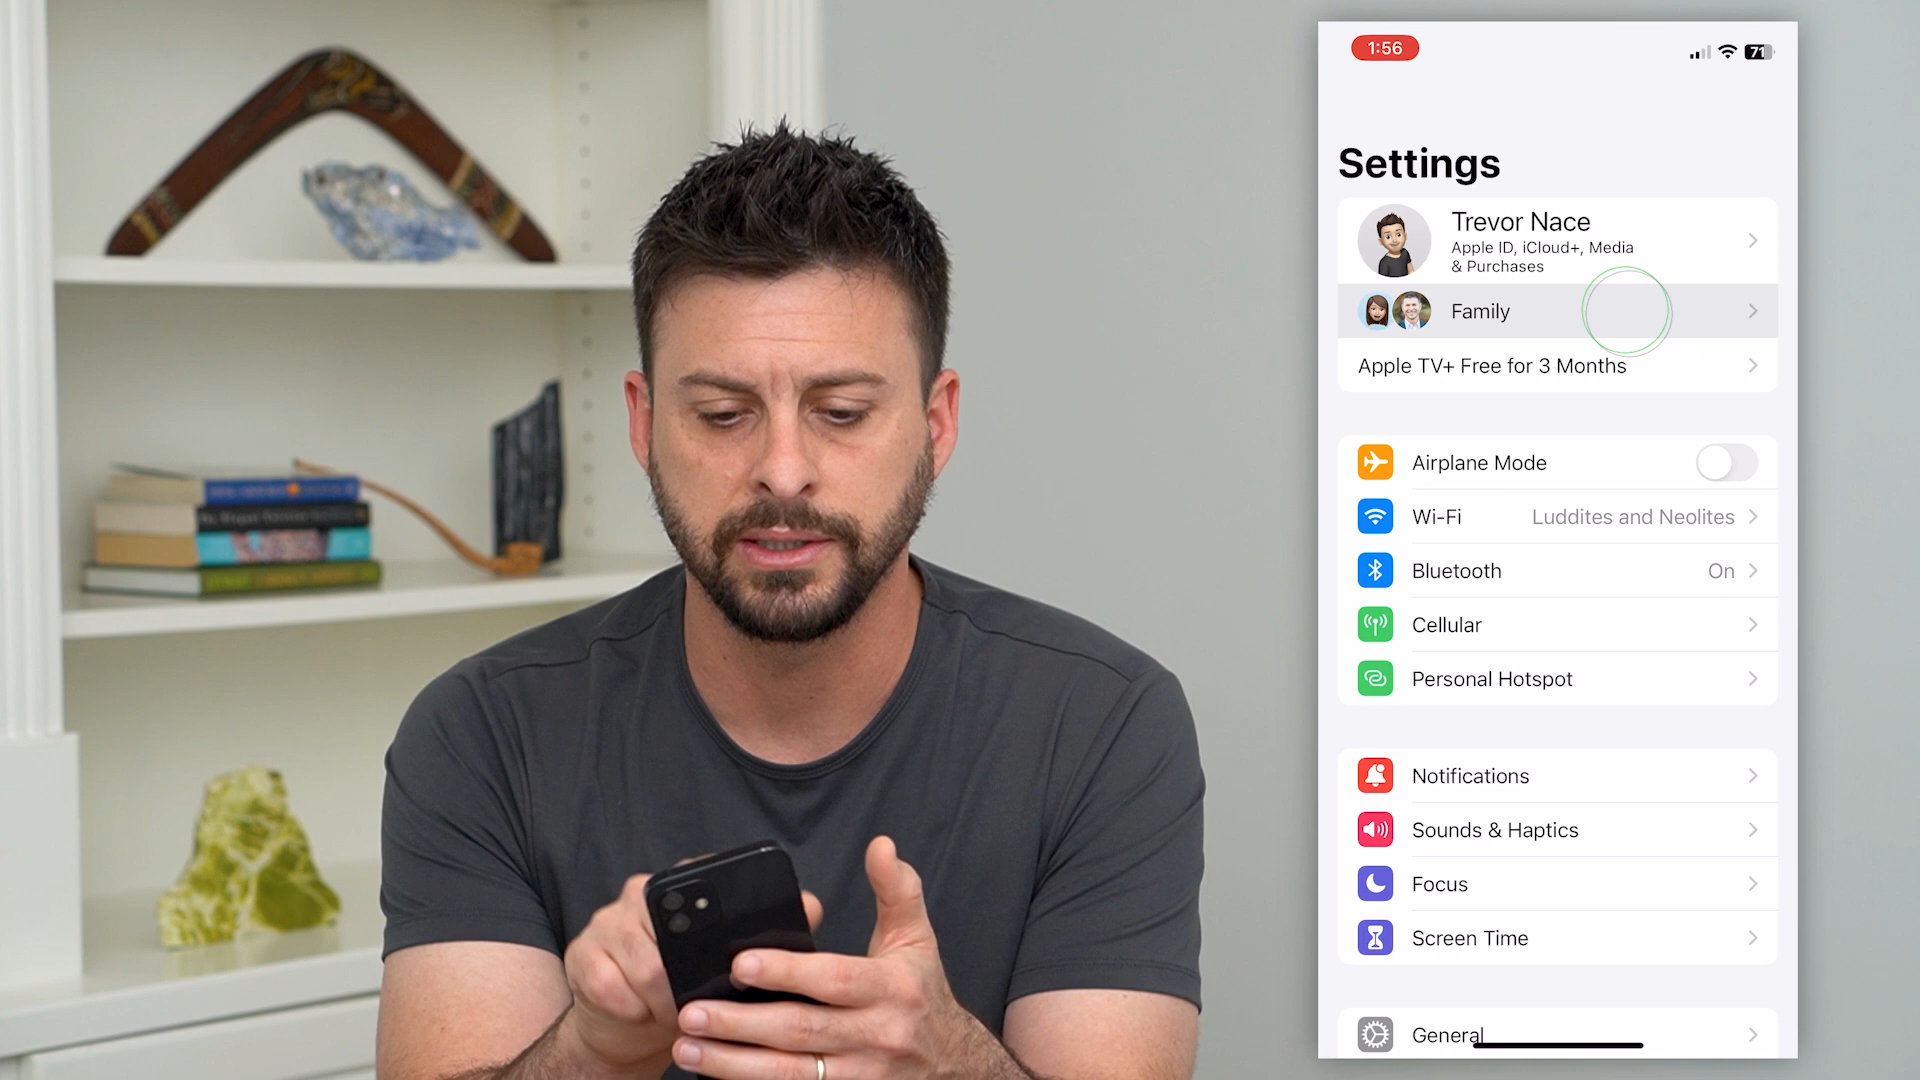 1:56
71
Settings
Trevor Nace
Apple ID, iCloud+, Media
& Purchases
Family
Apple TV+ Free for 3 Months
Airplane Mode
Wi-Fi Luddites and Neolites
Bluetooth On
Cellular
Personal Hotspot
Notifications
Sounds & Haptics
Focus
Screen Time
General